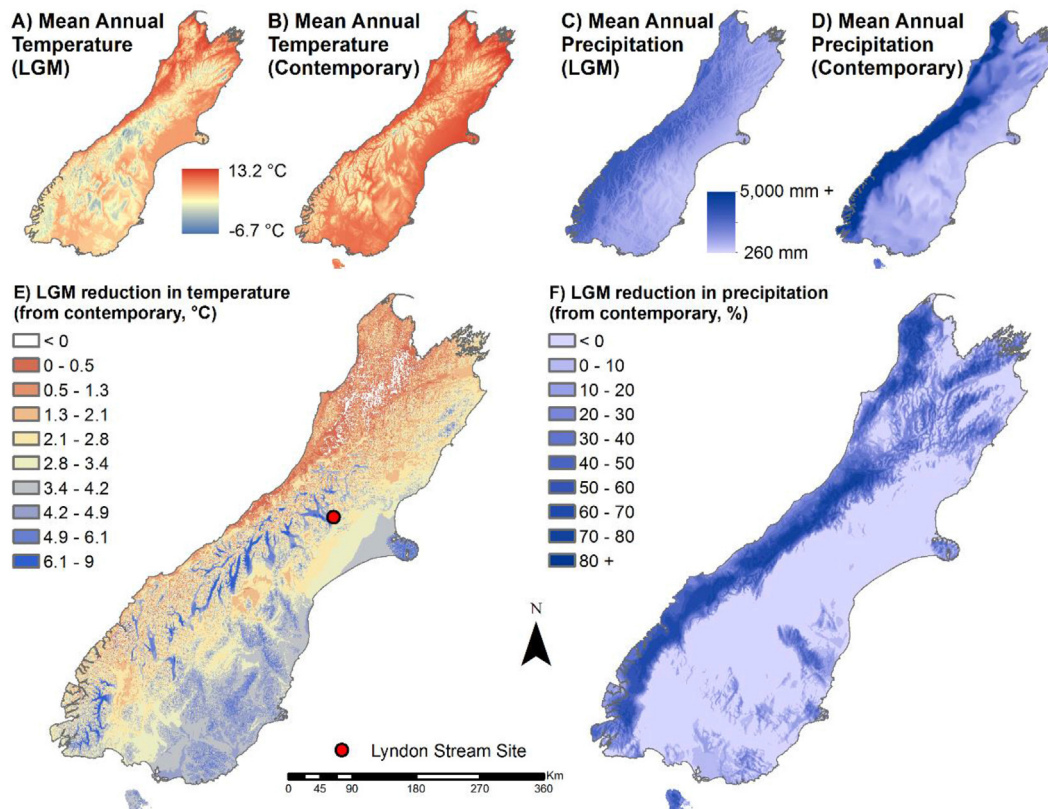 A) Mean Annual
Temperature
(LGM)
B) Mean Annual
Temperature
(Contemporary)
C) Mean Annual
Precipitation
(LGM)
D) Mean Annual
Precipitation
(Contemporary)
13.2 °C
-6.7 °C
5,000 mm +
260 mm
E) LGM reduction in temperature
(from contemporary, °C)
< 0
0 - 0.5
0.5 - 1.3
1.3 - 2.1
2.1 - 2.8
2.8 - 3.4
3.4 - 4.2
4.2 - 4.9
4.9 - 6.1
6.1 - 9
F) LGM reduction in precipitation
(from contemporary, %)
< 0
0 - 10
10 - 20
20 - 30
30 - 40
40 - 50
50 - 60
60 - 70
70 - 80
80 +
N
Lyndon Stream Site
Km
0 45 90 180 270 360